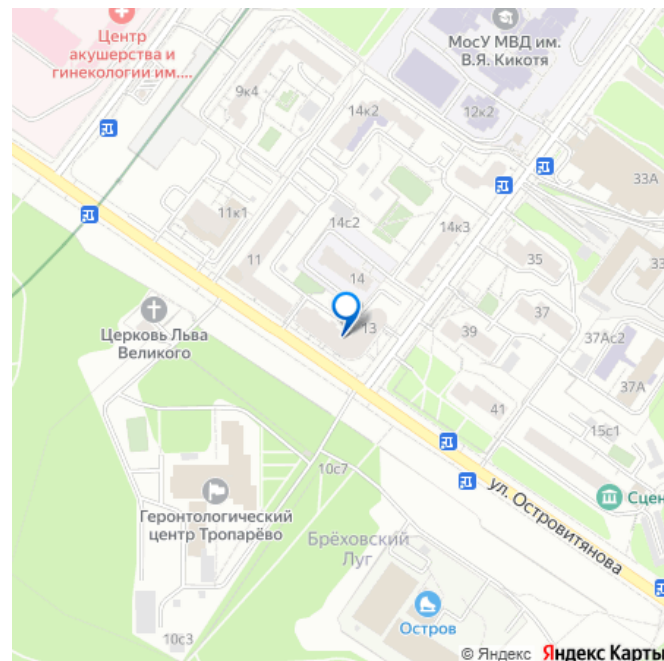 Центр
акушерства и
гинекологии им....
МосУ МВД им.
В.Я. Кикотя
9к4
14к2
12к2
33А
11к1
14с2
14к3
11
14
35
33
13
37
39
37Ас2
37А
41
15с1
Церковь Льва
Великого
10с7
ул. Островитянова
Сцен
Геронтологический
центр Тропарёво
Брёховский
Луг
Остров
10с3
© Яндекс Яндекс Карты